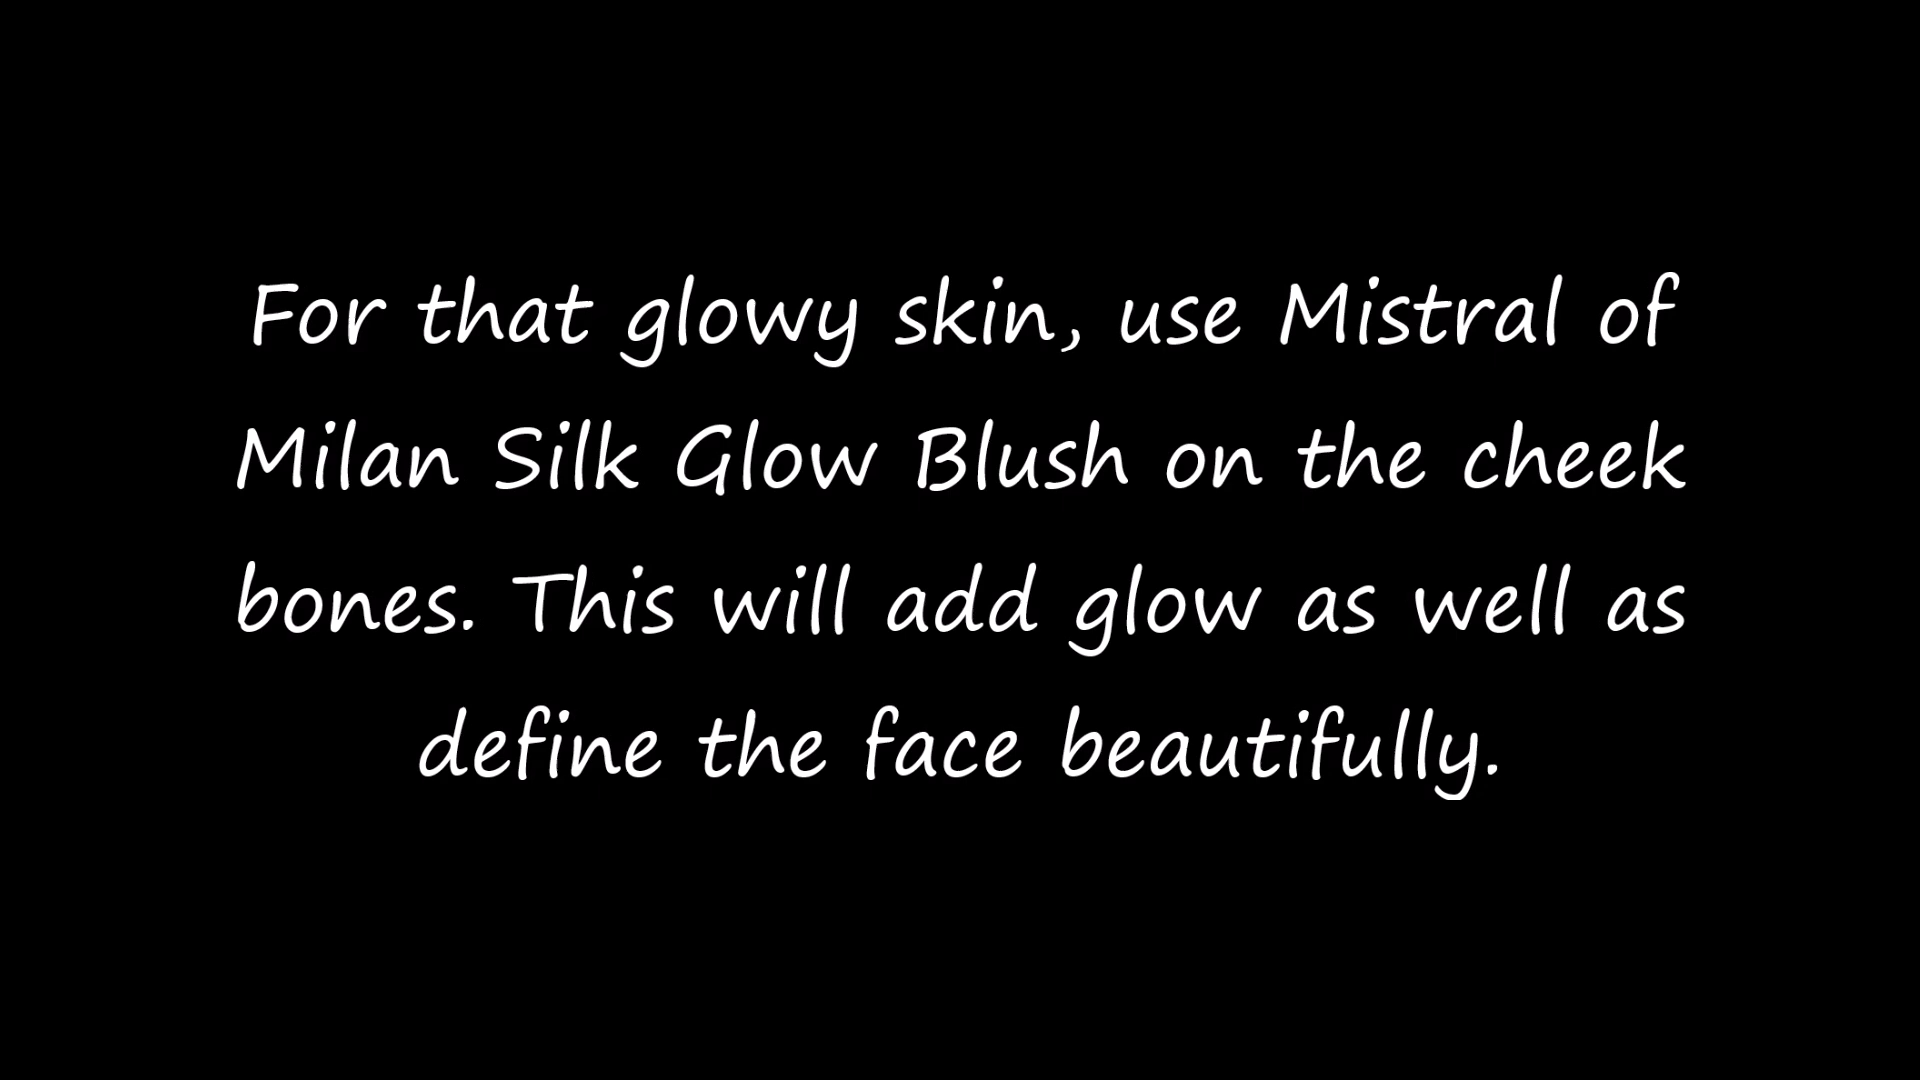 For that glowy skin, use Mistral of
Milan Silk Glow Blush on the cheek
bones. This will add glow as well as
define the face beautifully.